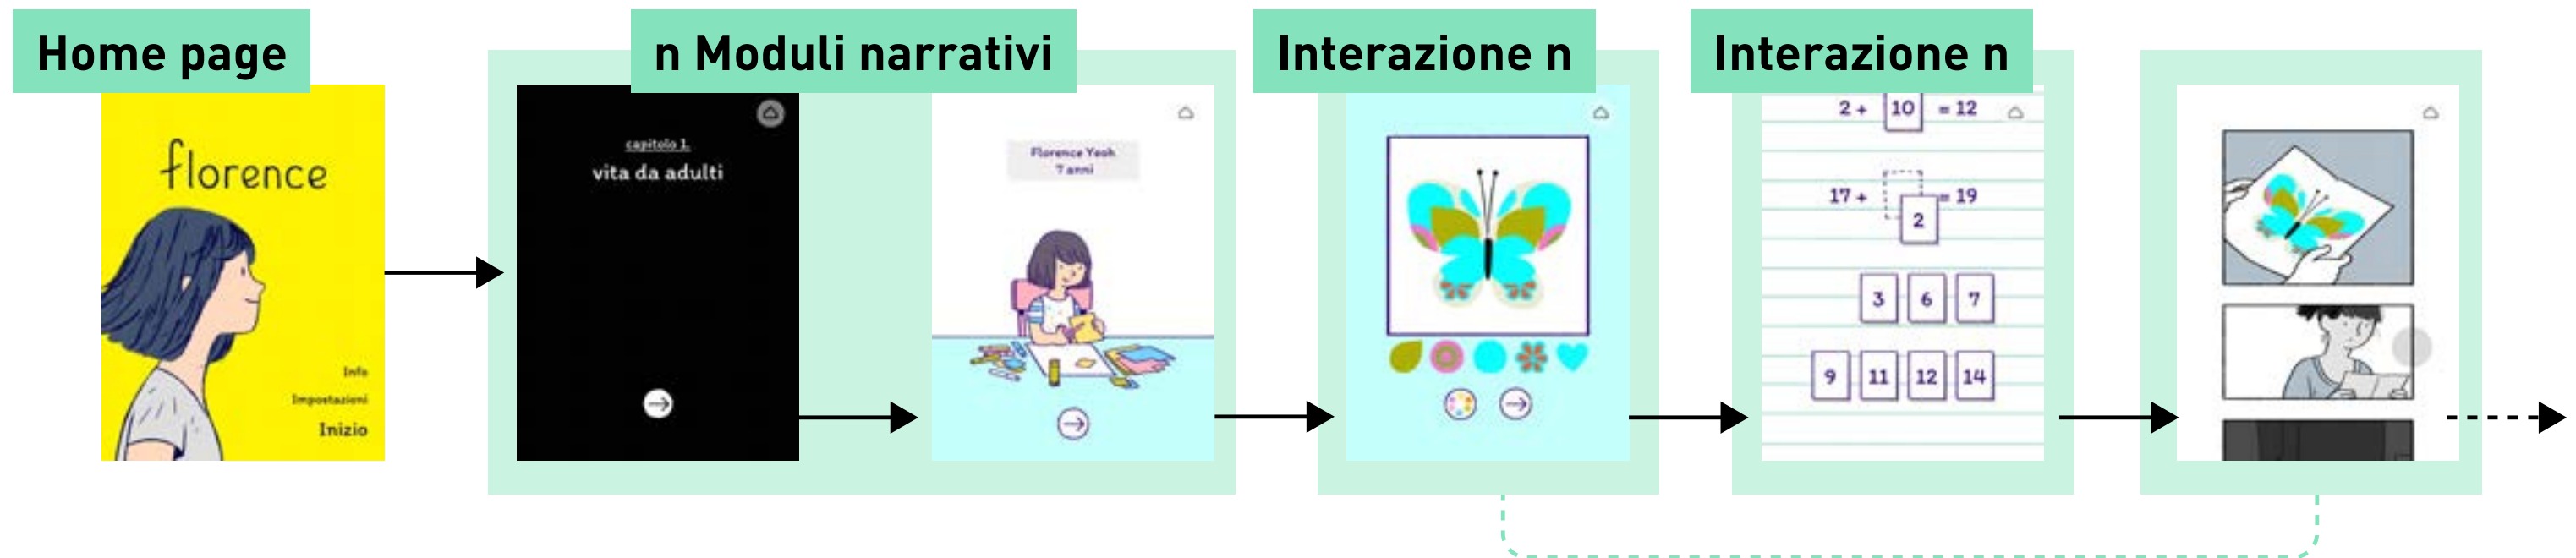 Home page
n Moduli narrativi
Interazione n
Interazione n
florence
Info
Impostazioni
Inizio
capitolo 1.
vita da adulti
Florence Yeoh
7 anni
2 + 10 = 12
17 + 2 = 19
3 6 7
9 11 12 14